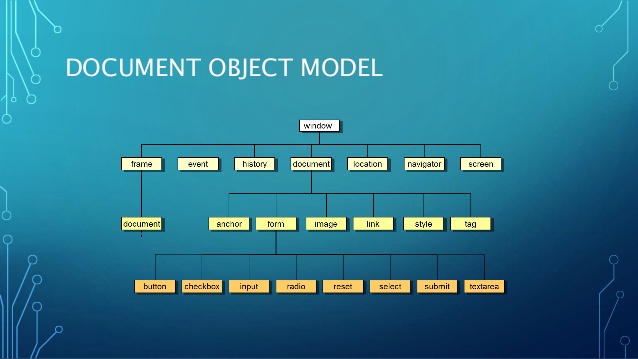 DOCUMENT OBJECT MODEL
window
frame event history document location navigator screen
document anchor form image link style tag
button checkbox input radio reset select submit textarea